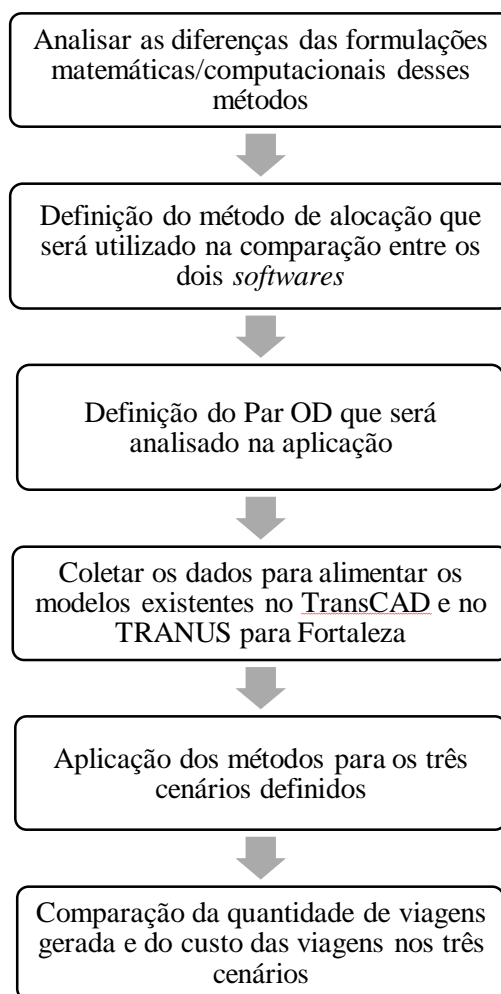 Analisar as diferenças das formulações
matemáticas/computacionais desses
métodos
Definição do método de alocação que
será utilizado na comparação entre os
dois softwares
Definição do Par OD que será
analisado na aplicação
Coletar os dados para alimentar os
modelos existentes no TransCAD e no
TRANUS para Fortaleza
Aplicação dos métodos para os três
cenários definidos
Comparação da quantidade de viagens
gerada e do custo das viagens nos três
cenários